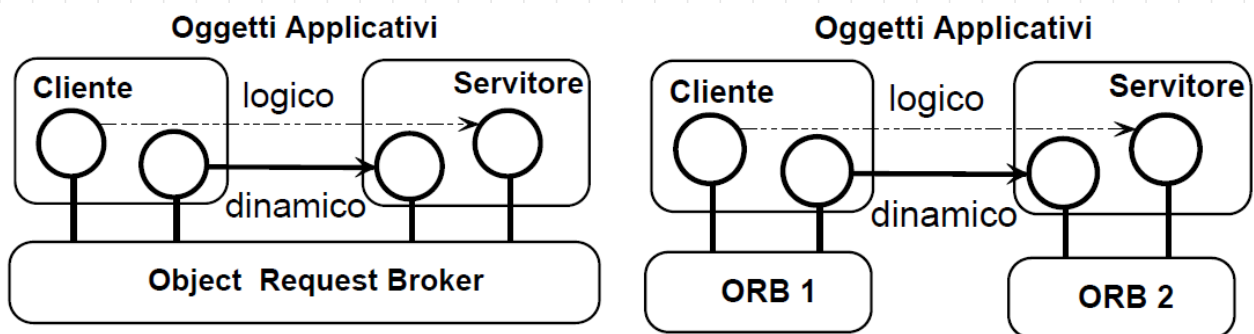 Oggetti Applicativi
Cliente
logico
Servitore
dinamico
Object Request Broker
Oggetti Applicativi
Cliente
logico
Servitore
dinamico
ORB 1
ORB 2